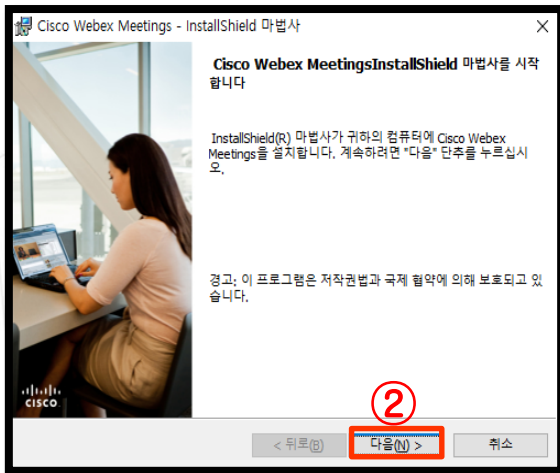 Cisco Webex Meetings - InstallShield 마법사
Cisco Webex MeetingsInstallShield 마법사를 시작
합니다
InstallShield(R) 마법사가 귀하의 컴퓨터에 Cisco Webex
Meetings을 설치합니다. 계속하려면 "다음" 단추를 누르십시
오.
경고: 이 프로그램은 저작권법과 국제 협약에 의해 보호되고 있
습니다.
CISCO
②
< 뒤로(B)
다음(N) >
취소